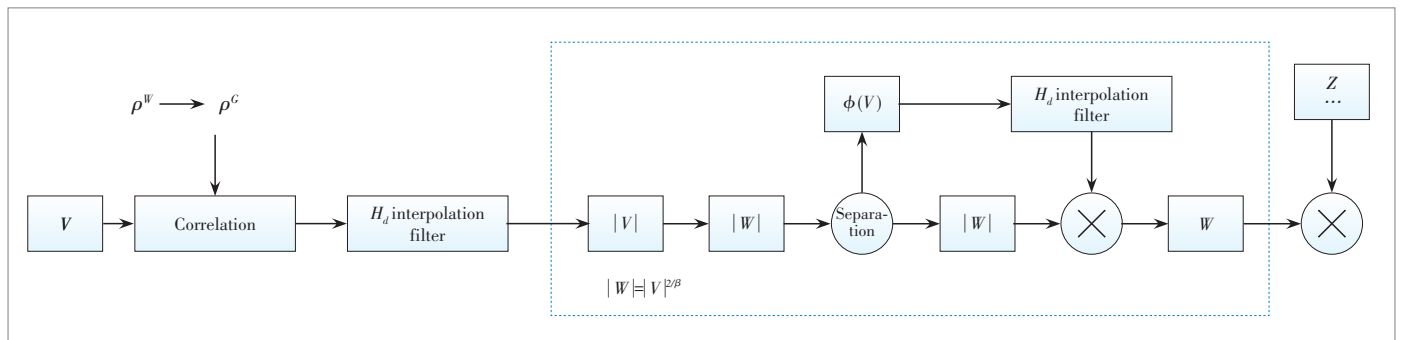 ρ^W ρ^G
V
Correlation
H_d interpolation
filter
|V|
|W|
Separa-
tion
ϕ(V)
H_d interpolation
filter
|W|
W
Z
...
|W|=|V|^{2/β}